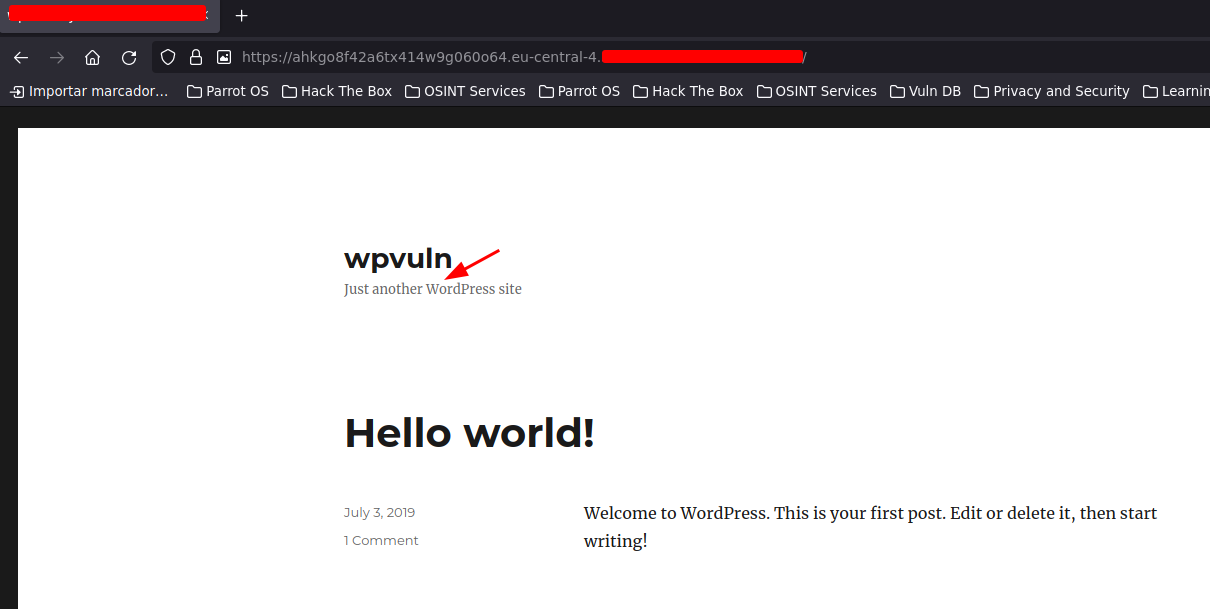 https://ahkgo8f42a6tx414w9g060o64.eu-central-4. /
Importar marcador... Parrot OS Hack The Box OSINT Services Parrot OS Hack The Box OSINT Services Vuln DB Privacy and Security Learnin
wpvuln
Just another WordPress site
Hello world!
July 3, 2019
1 Comment
Welcome to WordPress. This is your first post. Edit or delete it, then start
writing!